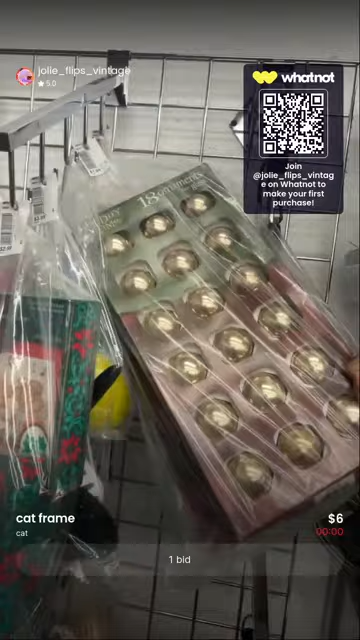 jolie_flips_vintage
★ 5.0
whatnot
Join
@jolie_flips_vintag
e on Whatnot to
make your first
purchase!
18 ornaments
cat frame
$6
cat
00:00
1 bid